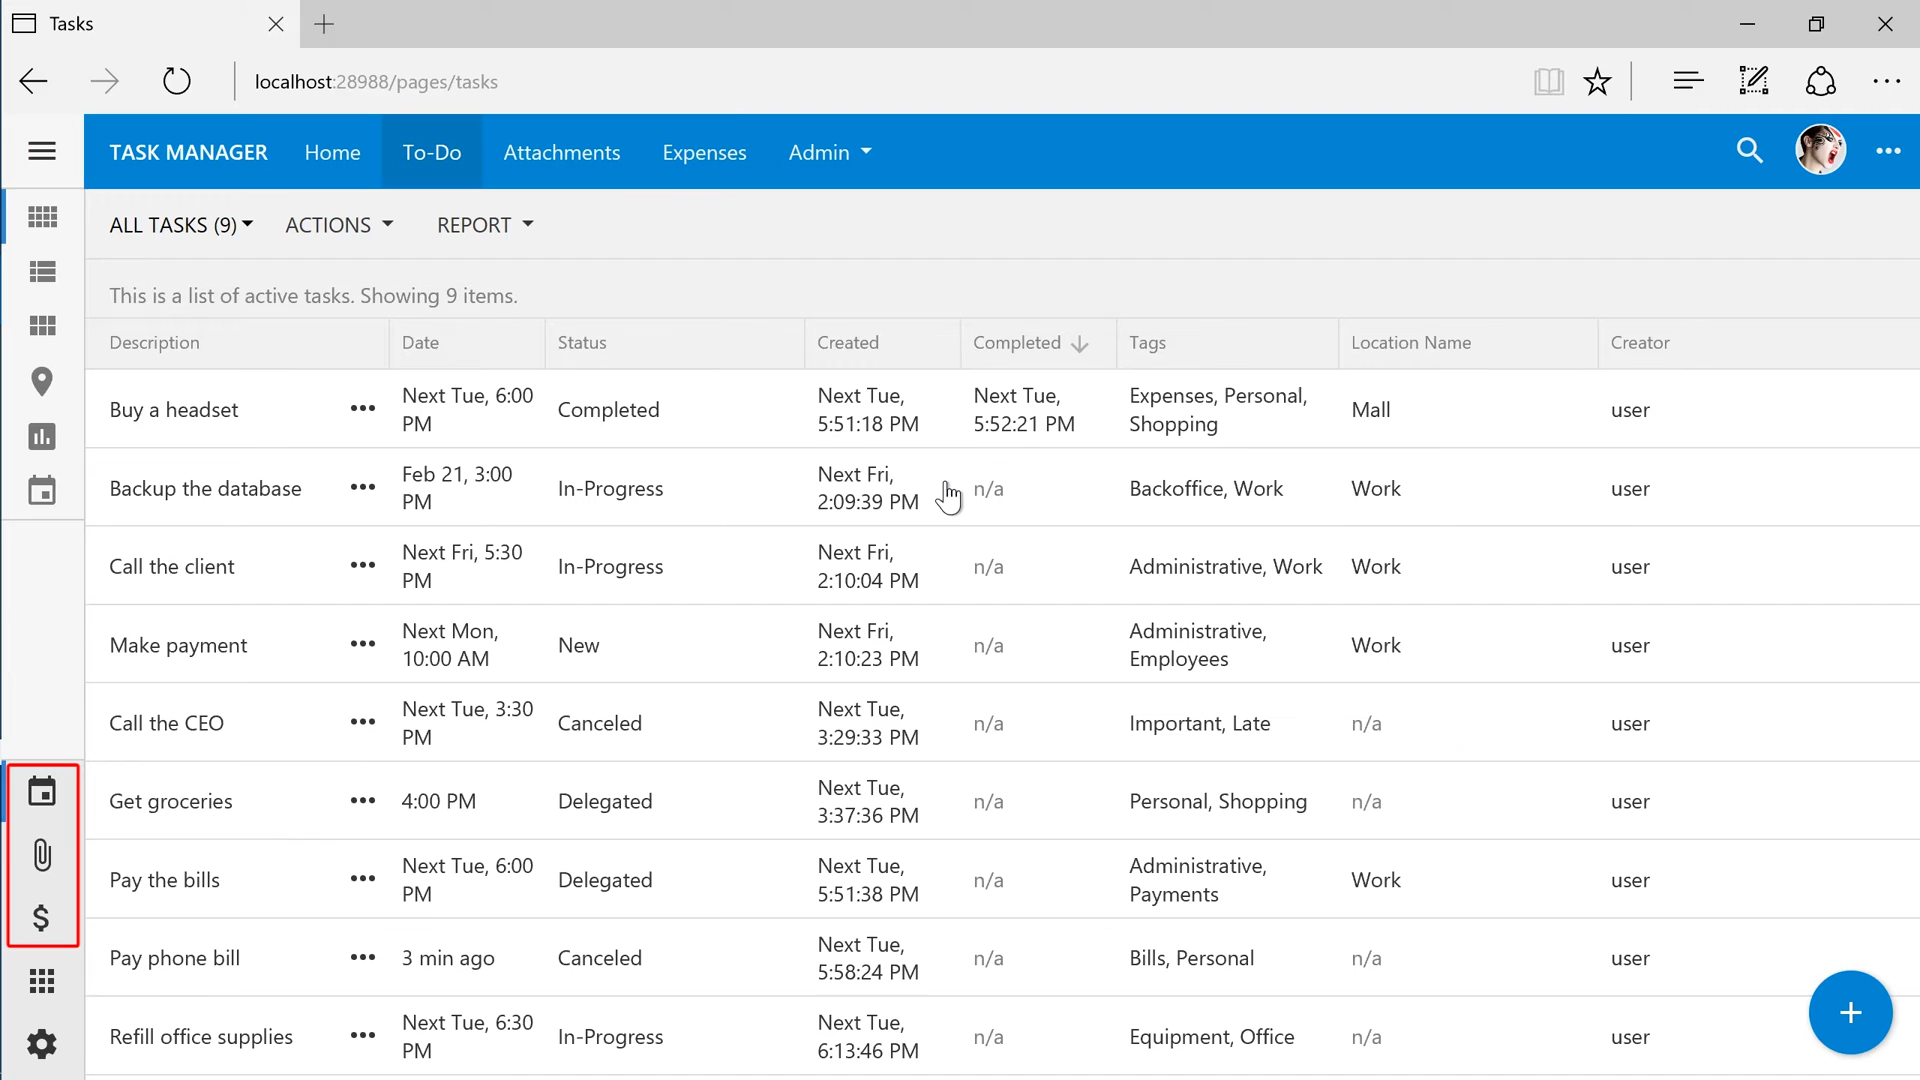 Tasks
localhost:28988/pages/tasks
TASK MANAGER Home To-Do Attachments Expenses Admin
ALL TASKS (9) ACTIONS REPORT
This is a list of active tasks. Showing 9 items.
Description Date Status Created Completed Tags Location Name Creator
Buy a headset ••• Next Tue, 6:00 PM Completed Next Tue, 5:51:18 PM Next Tue, 5:52:21 PM Expenses, Personal, Shopping Mall user
Backup the database ••• Feb 21, 3:00 PM In-Progress Next Fri, 2:09:39 PM n/a Backoffice, Work Work user
Call the client ••• Next Fri, 5:30 PM In-Progress Next Fri, 2:10:04 PM n/a Administrative, Work Work user
Make payment ••• Next Mon, 10:00 AM New Next Fri, 2:10:23 PM n/a Administrative, Employees Work user
Call the CEO ••• Next Tue, 3:30 PM Canceled Next Tue, 3:29:33 PM n/a Important, Late n/a user
Get groceries ••• 4:00 PM Delegated Next Tue, 3:37:36 PM n/a Personal, Shopping n/a user
Pay the bills ••• Next Tue, 6:00 PM Delegated Next Tue, 5:51:38 PM n/a Administrative, Payments Work user
Pay phone bill ••• 3 min ago Canceled Next Tue, 5:58:24 PM n/a Bills, Personal n/a user
Refill office supplies ••• Next Tue, 6:30 PM In-Progress Next Tue, 6:13:46 PM n/a Equipment, Office n/a user